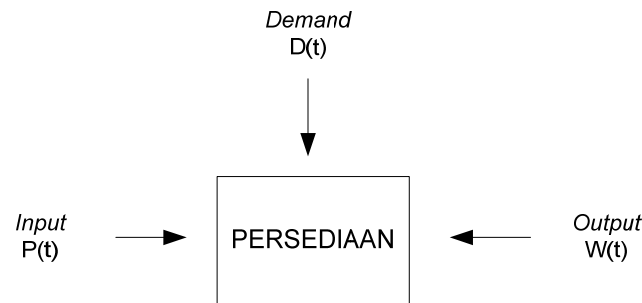 Demand
D(t)
Input
P(t)
PERSEDIAAN
Output
W(t)